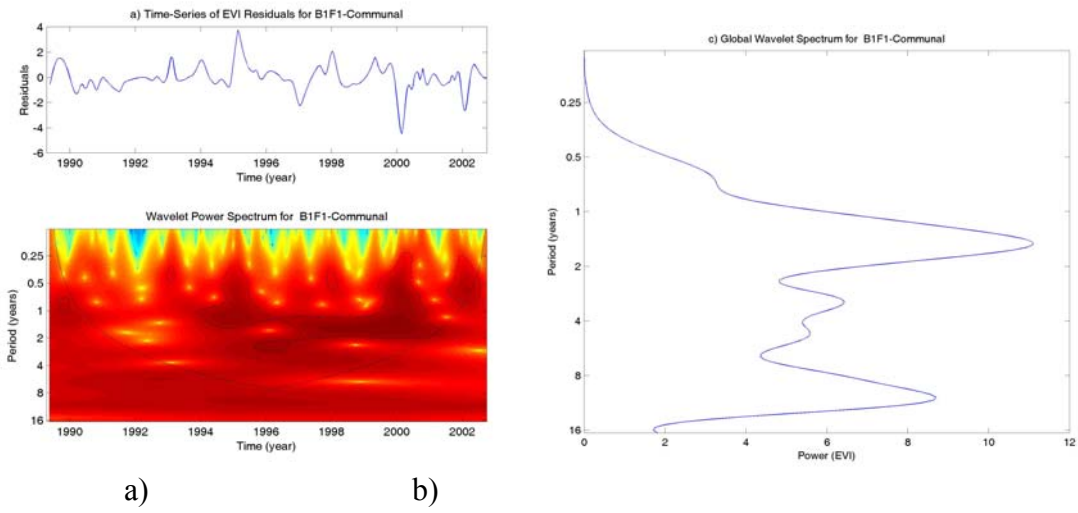 a) Time-Series of EVI Residuals for B1F1-Communal
4
2
0
-2
-4
-6
Residuals
1990 1992 1994 1996 1998 2000 2002
Time (year)
Wavelet Power Spectrum for B1F1-Communal
0.25
0.5
1
2
4
8
16
Period (years)
1990 1992 1994 1996 1998 2000 2002
Time (year)
c) Global Wavelet Spectrum for B1F1-Communal
0.25
0.5
1
2
4
8
16
Period (years)
0 2 4 6 8 10 12
Power (EVI)
a) b)